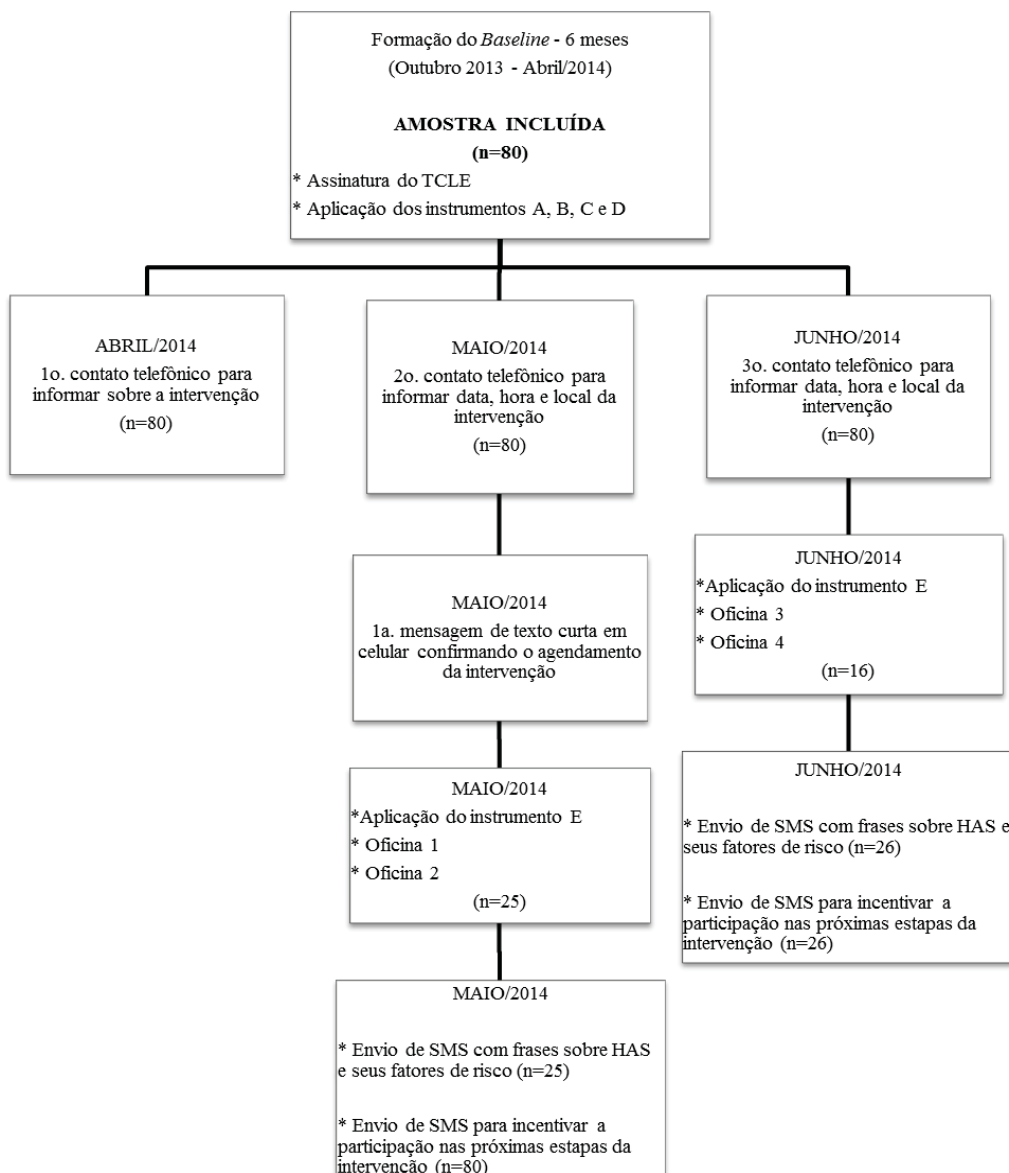 Formação do Baseline - 6 meses
(Outubro 2013 - Abril/2014)
AMOSTRA INCLUÍDA
(n=80)
* Assinatura do TCLE
* Aplicação dos instrumentos A, B, C e D
ABRIL/2014
1o. contato telefônico para
informar sobre a intervenção
(n=80)
MAIO/2014
2o. contato telefônico para
informar data, hora e local da
intervenção
(n=80)
MAIO/2014
1a. mensagem de texto curta em
celular confirmando o agendamento
da intervenção
MAIO/2014
*Aplicação do instrumento E
* Oficina 1
* Oficina 2
(n=25)
MAIO/2014
* Envio de SMS com frases sobre HAS
e seus fatores de risco (n=25)
* Envio de SMS para incentivar a
participação nas próximas estapas da
intervenção (n=80)
JUNHO/2014
3o. contato telefônico para
informar data, hora e local da
intervenção
(n=80)
JUNHO/2014
*Aplicação do instrumento E
* Oficina 3
* Oficina 4
(n=16)
JUNHO/2014
* Envio de SMS com frases sobre HAS e
seus fatores de risco (n=26)
* Envio de SMS para incentivar a
participação nas próximas estapas da
intervenção (n=26)